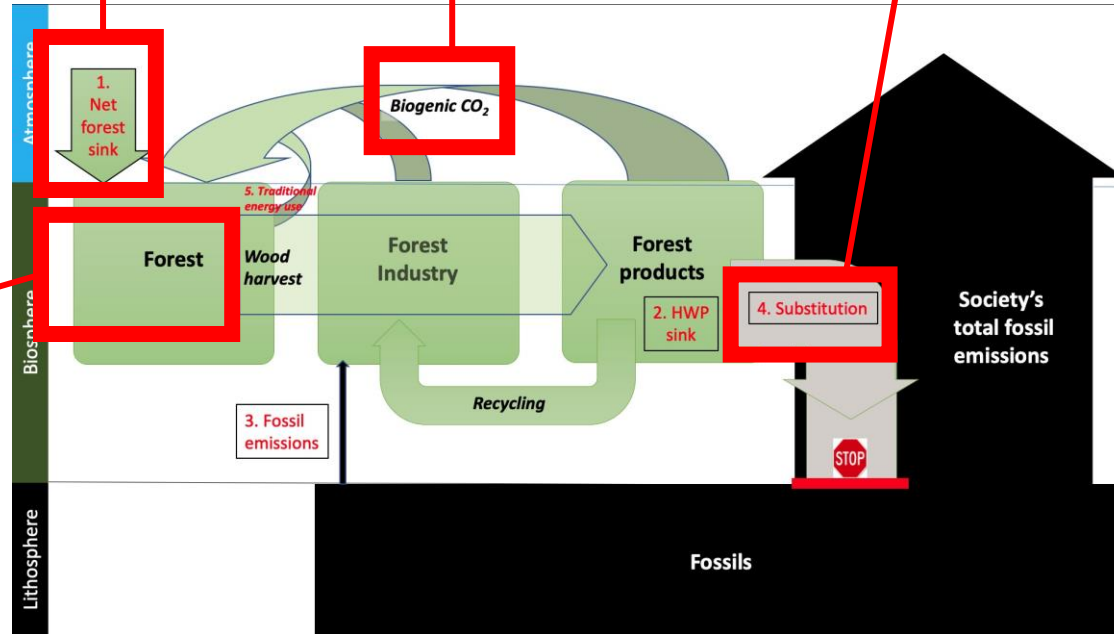 Atmosphere
1.
Net
forest
sink
Biogenic CO₂
Biosphere
5. Traditional
energy use
Forest
Wood
harvest
Forest
Industry
Forest
products
2. HWP
sink
4. Substitution
Society's
total fossil
emissions
Recycling
3. Fossil
emissions
STOP
Lithosphere
Fossils